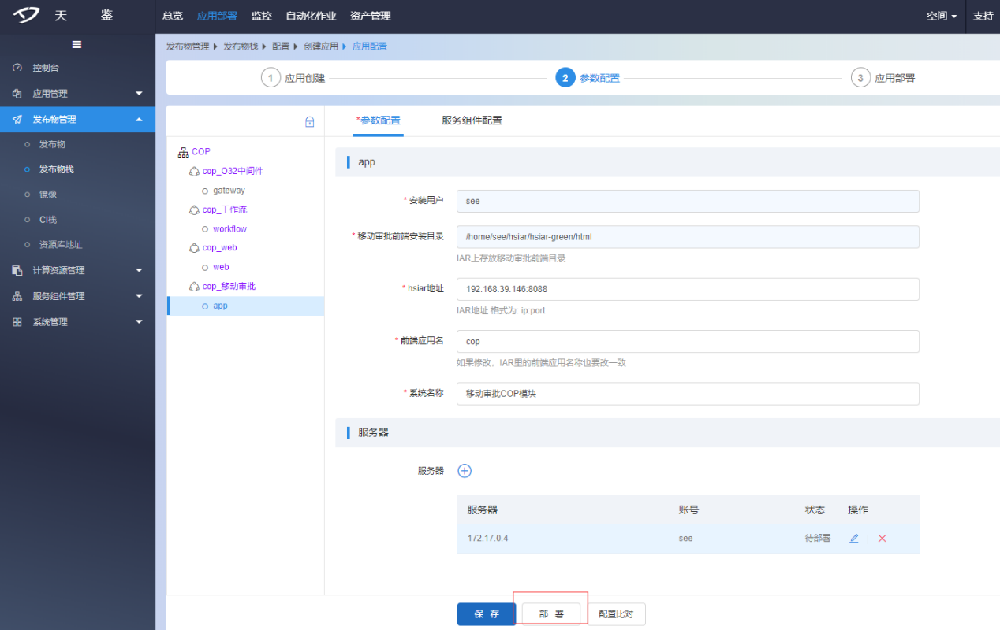 天 鉴
总览 应用部署 监控 自动化作业 资产管理 空间 支持
发布物管理 发布物栈 配置 创建应用 应用配置
控制台
应用管理
发布物管理
发布物
发布物栈
镜像
CI栈
资源库地址
计算资源管理
服务组件管理
系统管理
1 应用创建 2 参数配置 3 应用部署
COP
cop_O32中间件
gateway
cop_工作流
workflow
cop_web
web
cop_移动审批
app
*参数配置 服务组件配置
app
* 安装用户 see
* 移动审批前端安装目录 /home/see/hsiar/hsiar-green/html
IAR上存放移动审批前端目录
* hsiar地址 192.168.39.146:8088
IAR地址 格式为: ip:port
* 前端应用名 cop
如果修改，IAR里的前端应用名称也要改一致
* 系统名称 移动审批COP模块
服务器
服务器
服务器 账号 状态 操作
172.17.0.4 see 待部署
保 存 部 署 配置比对